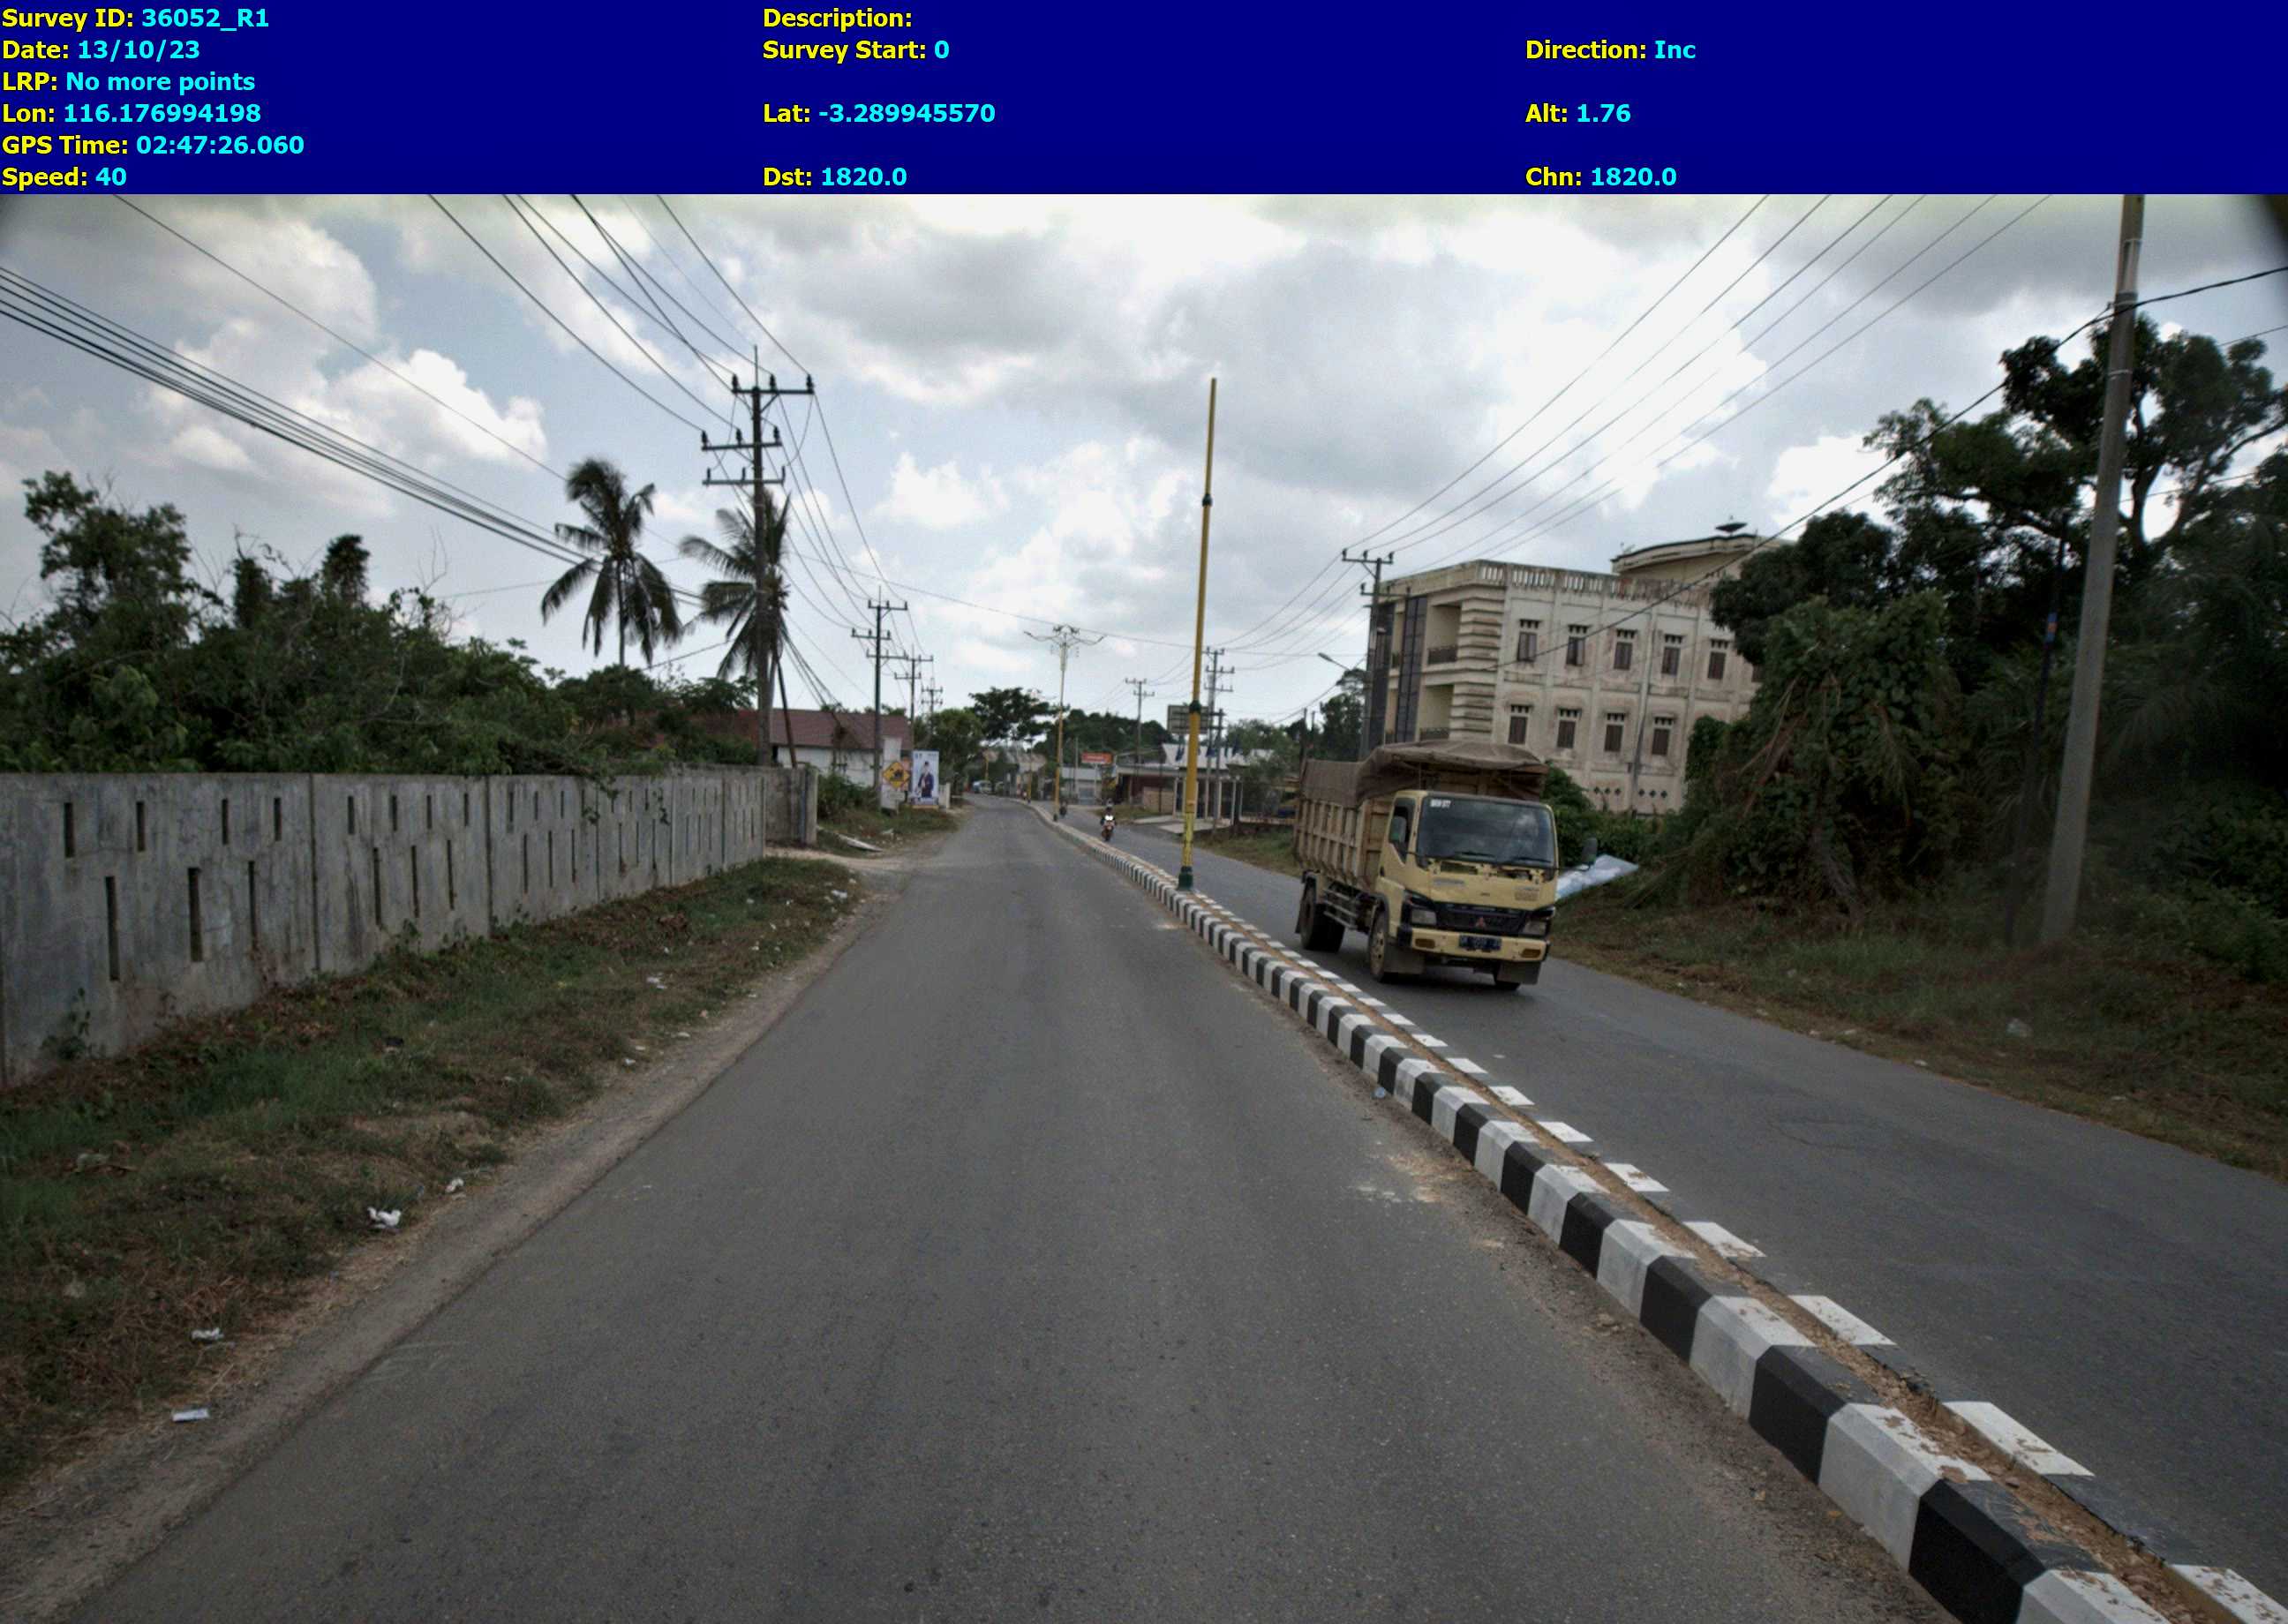 Survey ID: 36052_R1
Description:
Date: 13/10/23
Survey Start: 0
Direction: Inc
LRP: No more points
Lon: 116.176994198
Lat: -3.289945570
Alt: 1.76
GPS Time: 02:47:26.060
Speed: 40
Dst: 1820.0
Chn: 1820.0